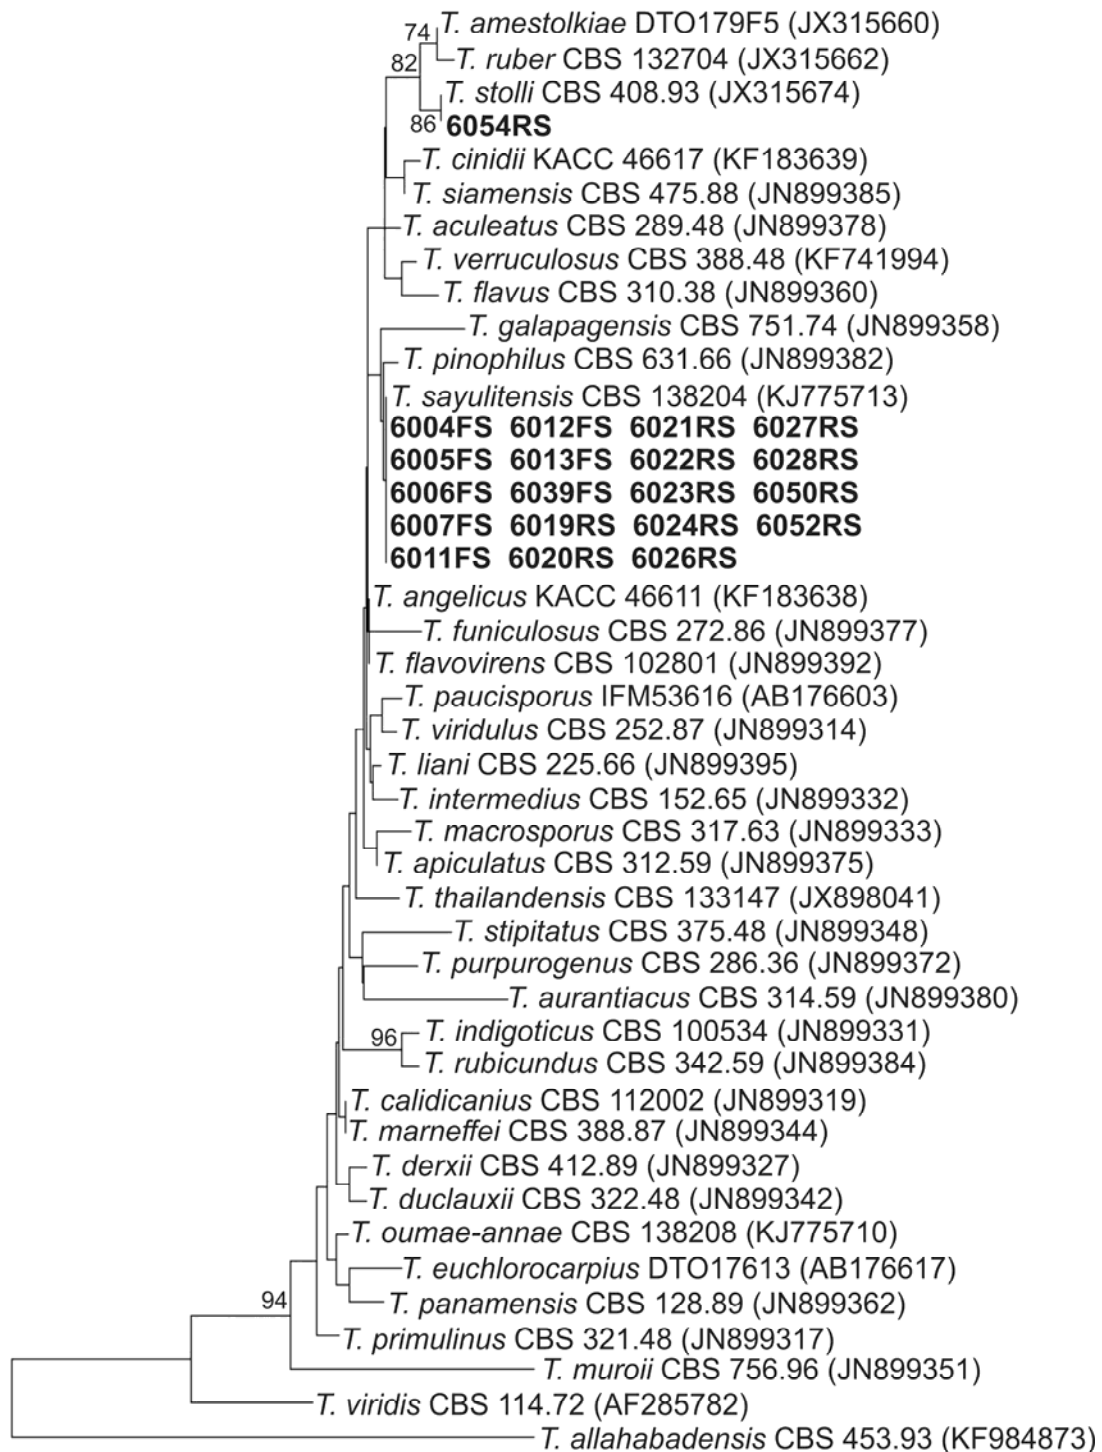 74 T. amestolkiae DTO179F5 (JX315660)
T. ruber CBS 132704 (JX315662)
82
T. stolli CBS 408.93 (JX315674)
86 6054RS
T. cinidii KACC 46617 (KF183639)
T. siamensis CBS 475.88 (JN899385)
T. aculeatus CBS 289.48 (JN899378)
T. verruculosus CBS 388.48 (KF741994)
T. flavus CBS 310.38 (JN899360)
T. galapagensis CBS 751.74 (JN899358)
T. pinophilus CBS 631.66 (JN899382)
T. sayulitensis CBS 138204 (KJ775713)
6004FS 6012FS 6021RS 6027RS
6005FS 6013FS 6022RS 6028RS
6006FS 6039FS 6023RS 6050RS
6007FS 6019RS 6024RS 6052RS
6011FS 6020RS 6026RS
T. angelicus KACC 46611 (KF183638)
T. funiculosus CBS 272.86 (JN899377)
T. flavovirens CBS 102801 (JN899392)
T. paucisporus IFM53616 (AB176603)
T. viridulus CBS 252.87 (JN899314)
T. liani CBS 225.66 (JN899395)
T. intermedius CBS 152.65 (JN899332)
T. macrosporus CBS 317.63 (JN899333)
T. apiculatus CBS 312.59 (JN899375)
T. thailandensis CBS 133147 (JX898041)
T. stipitatus CBS 375.48 (JN899348)
T. purpurogenus CBS 286.36 (JN899372)
T. aurantiacus CBS 314.59 (JN899380)
96 T. indigoticus CBS 100534 (JN899331)
T. rubicundus CBS 342.59 (JN899384)
T. calidicanius CBS 112002 (JN899319)
T. marneffei CBS 388.87 (JN899344)
T. derxii CBS 412.89 (JN899327)
T. duclauxii CBS 322.48 (JN899342)
T. oumae-annae CBS 138208 (KJ775710)
T. euchlorocarpius DTO17613 (AB176617)
94 T. panamensis CBS 128.89 (JN899362)
T. primulinus CBS 321.48 (JN899317)
T. muroii CBS 756.96 (JN899351)
T. viridis CBS 114.72 (AF285782)
T. allahabadensis CBS 453.93 (KF984873)